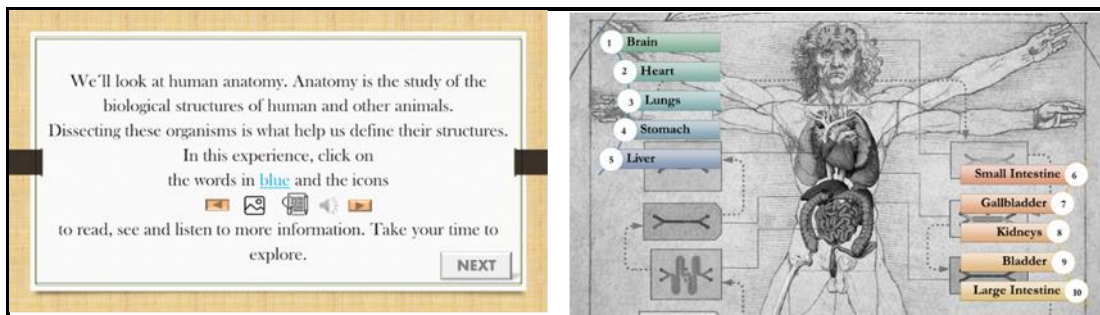 We´ll look at human anatomy. Anatomy is the study of the
biological structures of human and other animals.
Dissecting these organisms is what help us define their structures.
In this experience, click on
the words in blue and the icons
to read, see and listen to more information. Take your time to
explore.
NEXT
1 Brain
2 Heart
3 Lungs
4 Stomach
5 Liver
Small Intestine 6
Gallbladder 7
Kidneys 8
Bladder 9
Large Intestine 10